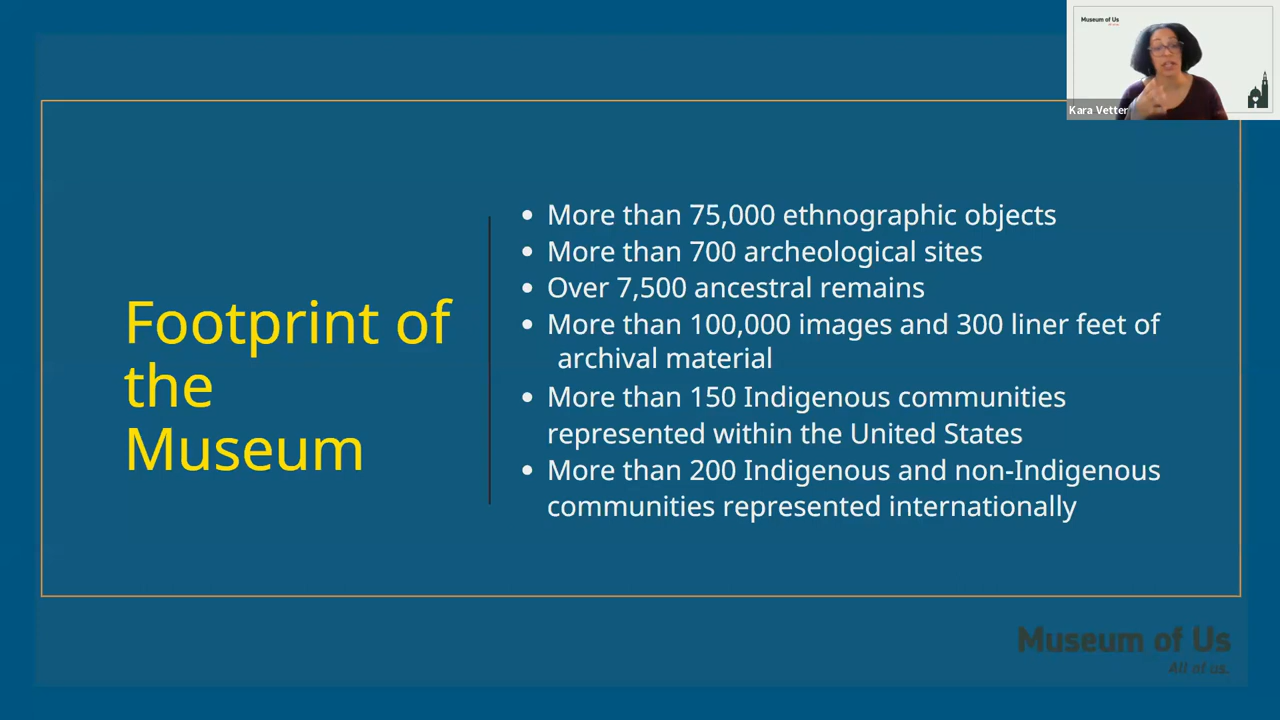 Museum of Us
Kara Vetter
Footprint of
the
Museum
• More than 75,000 ethnographic objects
• More than 700 archeological sites
• Over 7,500 ancestral remains
• More than 100,000 images and 300 liner feet of
archival material
• More than 150 Indigenous communities
represented within the United States
• More than 200 Indigenous and non-Indigenous
communities represented internationally
Museum of Us
All of us.